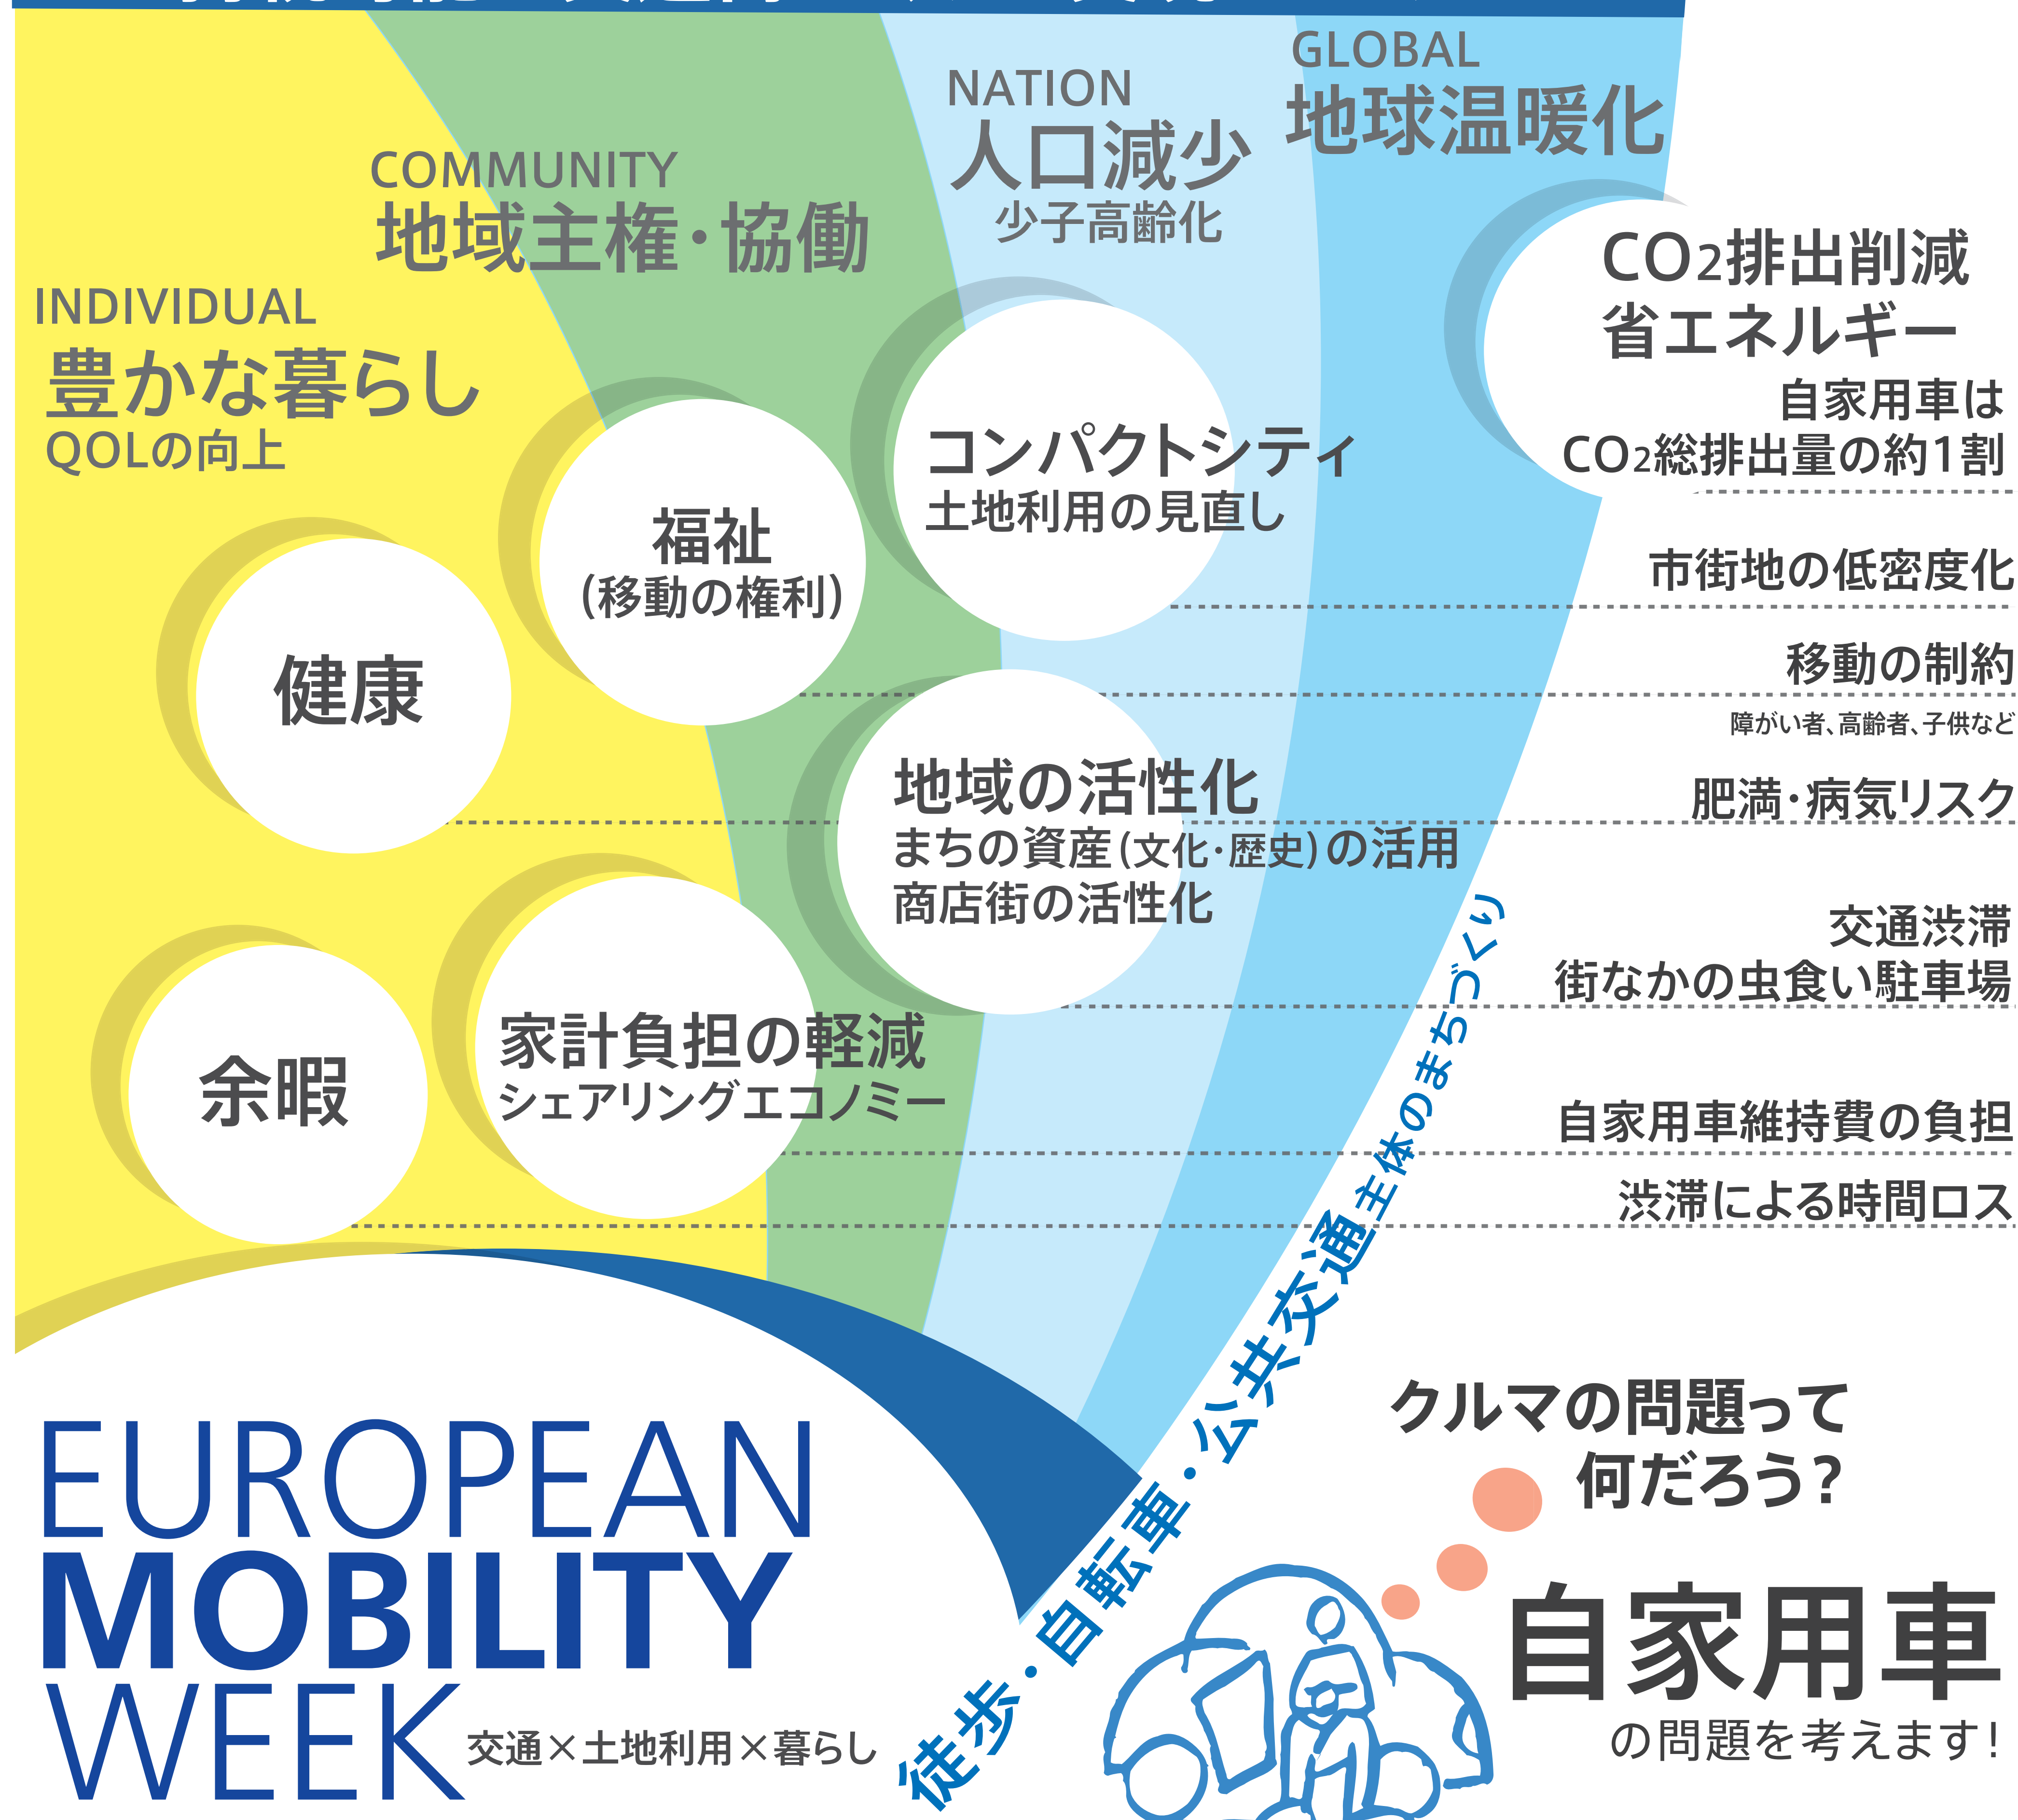 GLOBAL
地球温暖化
NATION
人口減少
少子高齢化
COMMUNITY
地域主権・協働
INDIVIDUAL
豊かな暮らし
QOLの向上
CO2排出削減
省エネルギー
自家用車は
CO2総排出量の約1割
コンパクトシティ
土地利用の見直し
市街地の低密度化
福祉
(移動の権利)
移動の制約
障がい者、高齢者、子供など
健康
肥満・病気リスク
地域の活性化
まちの資産(文化・歴史)の活用
商店街の活性化
交通渋滞
街なかの虫食い駐車場
家計負担の軽減
シェアリングエコノミー
自家用車維持費の負担
余暇
渋滞による時間ロス
徒歩・自転車・公共交通主体のまちづくり
クルマの問題って
何だろう?
EUROPEAN
MOBILITY
WEEK
交通×土地利用×暮らし
自家用車
の問題を考えます!